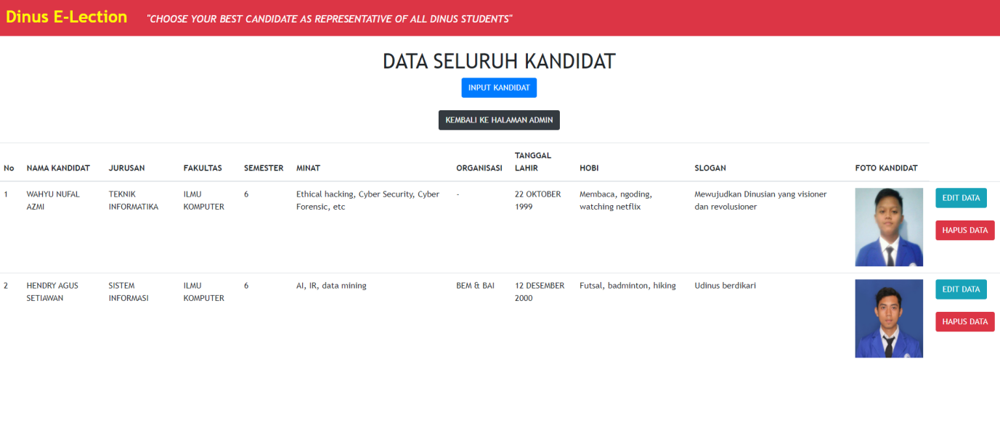 Dinus E-Lection "CHOOSE YOUR BEST CANDIDATE AS REPRESENTATIVE OF ALL DINUS STUDENTS"
DATA SELURUH KANDIDAT
INPUT KANDIDAT
KEMBALI KE HALAMAN ADMIN
No NAMA KANDIDAT JURUSAN FAKULTAS SEMESTER MINAT ORGANISASI TANGGAL LAHIR HOBI SLOGAN FOTO KANDIDAT
1 WAHYU NUFAL TEKNIK ILMU 6 Ethical hacking, Cyber Security, Cyber - 22 OKTOBER Membaca, ngoding, Mewujudkan Dinusian yang visioner EDIT DATA
AZMI INFORMATIKA KOMPUTER Forensic, etc 1999 watching netflix dan revolusioner
HAPUS DATA
2 HENDRY AGUS SISTEM ILMU 6 AI, IR, data mining BEM & BAI 12 DESEMBER Futsal, badminton, hiking Udinus berdikari EDIT DATA
SETIAWAN INFORMASI KOMPUTER 2000
HAPUS DATA